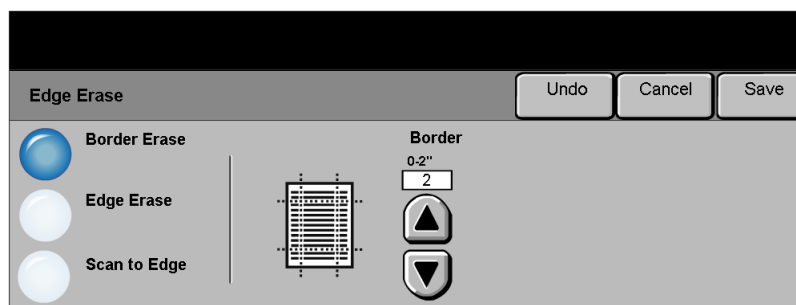 Edge Erase
Undo
Cancel
Save
Border Erase
Edge Erase
Scan to Edge
Border
0-2"
2